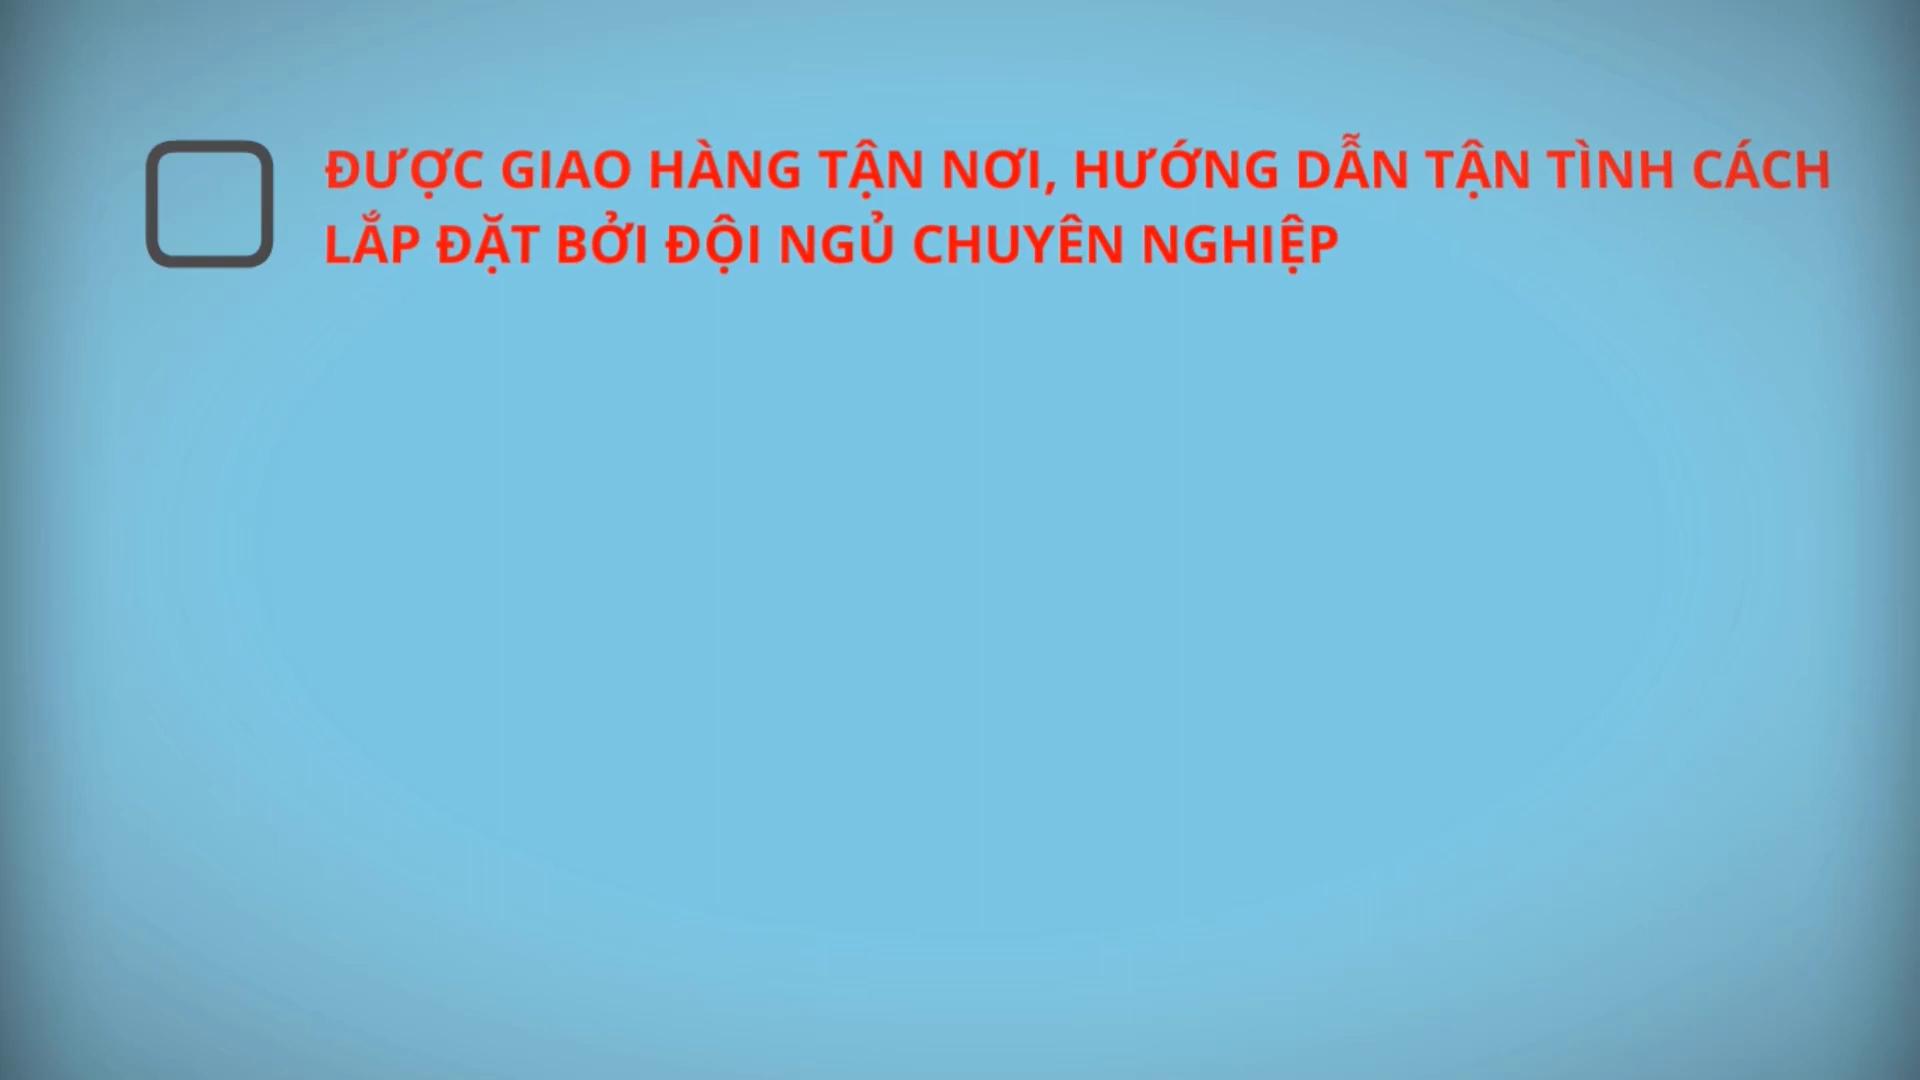 ĐƯỢC GIAO HÀNG TẬN NƠI, HƯỚNG DẪN TẬN TÌNH CÁCH
LẮP ĐẶT BỞI ĐỘI NGỦ CHUYÊN NGHIỆP